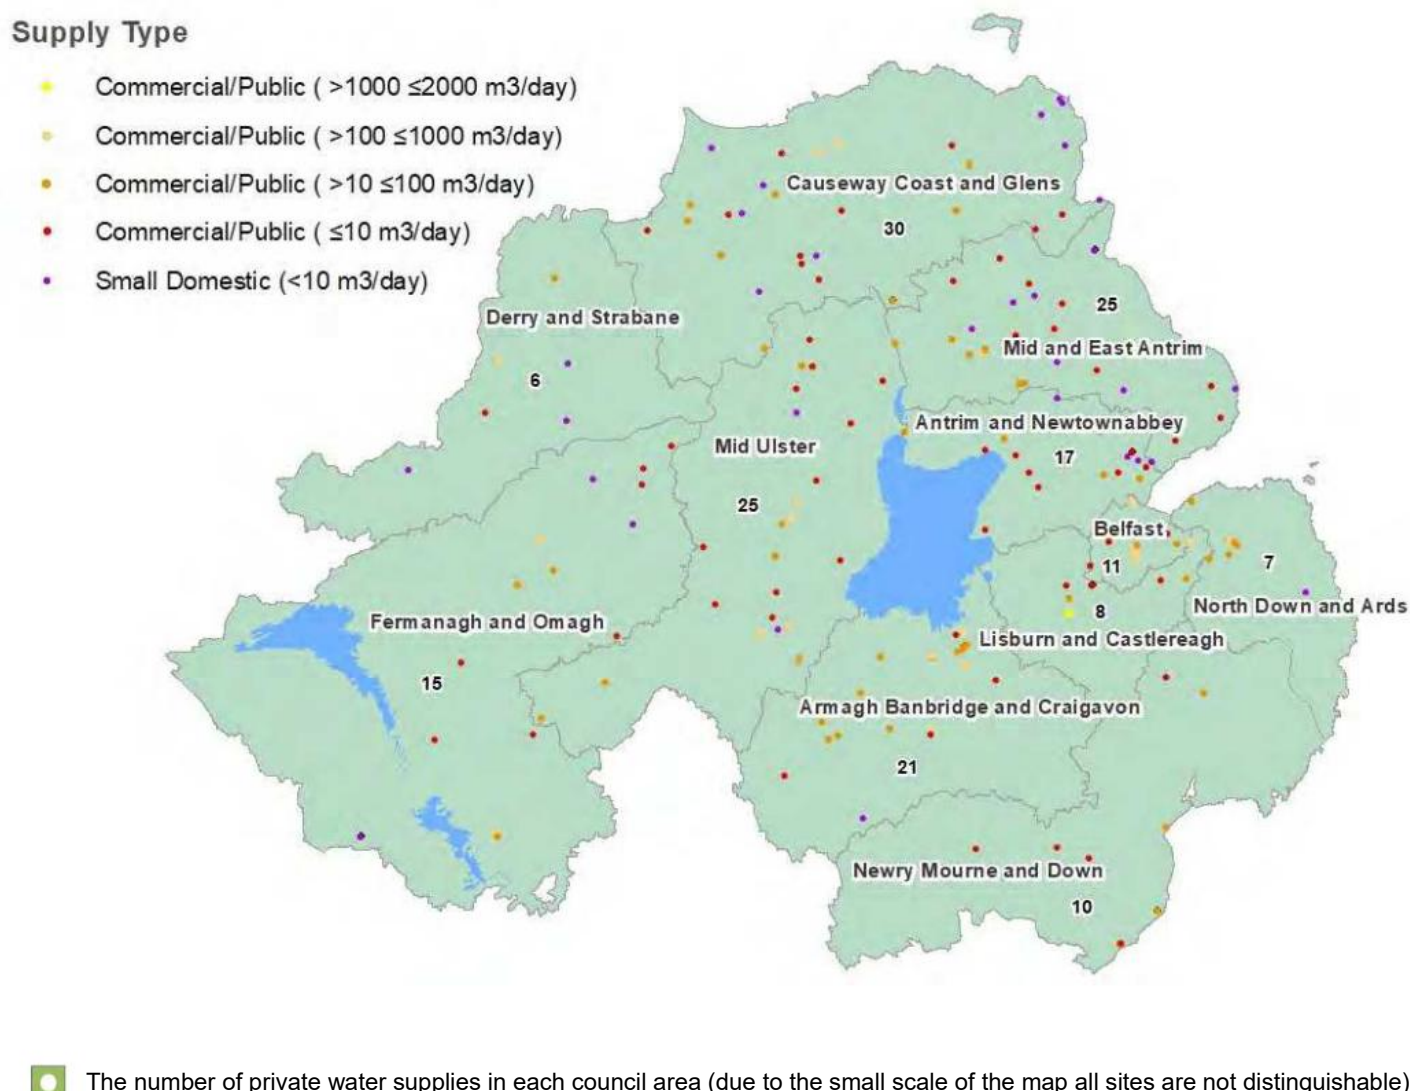 Supply Type
Commercial/Public ( >1000 ≤2000 m3/day)
Commercial/Public ( >100 ≤1000 m3/day)
Commercial/Public ( >10 ≤100 m3/day)
Commercial/Public ( ≤10 m3/day)
Small Domestic (<10 m3/day)
Causeway Coast and Glens
30
Derry and Strabane
6
25
Mid and East Antrim
Antrim and Newtownabbey
17
Mid Ulster
25
Belfast
11
7
North Down and Ards
8
Lisburn and Castlereagh
Fermanagh and Omagh
15
Armagh Banbridge and Craigavon
21
Newry Mourne and Down
10
The number of private water supplies in each council area (due to the small scale of the map all sites are not distinguishable)